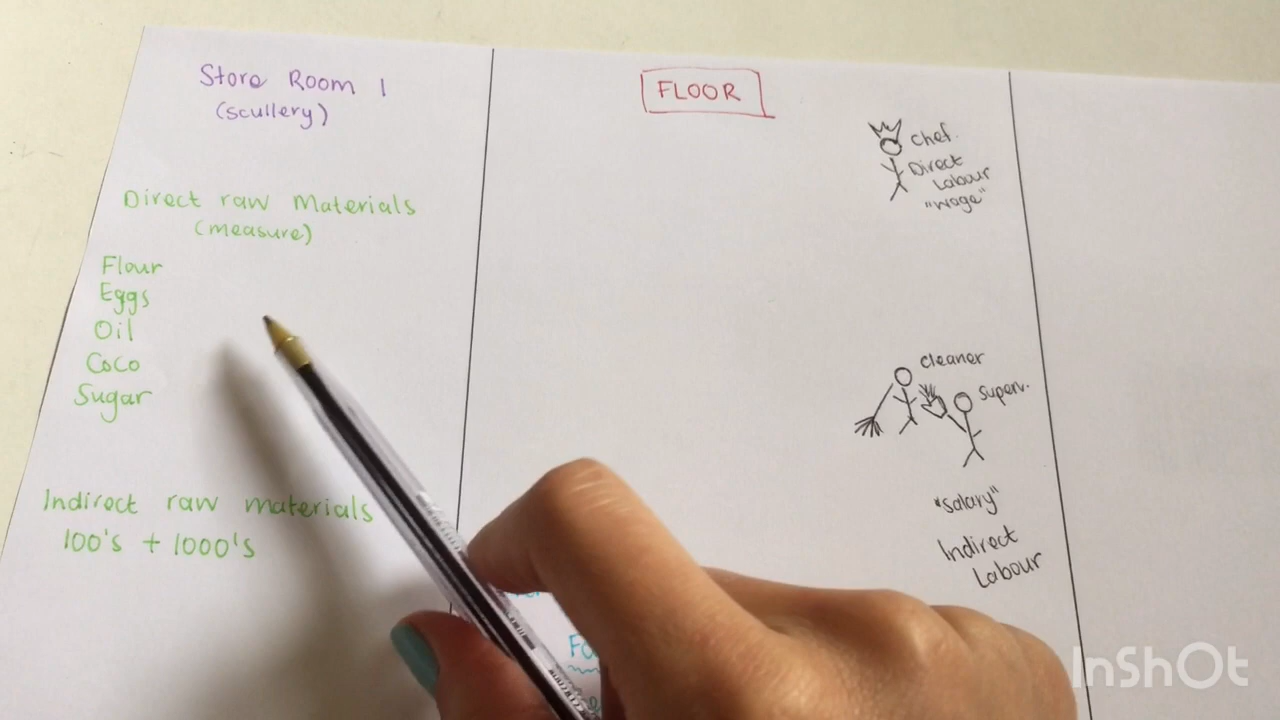 Store Room 1
(scullery)
Direct raw Materials
(measure)
Flour
Eggs
Oil
Coco
Sugar
Indirect raw materials
100's + 1000's
FLOOR
chef.
Direct
Labour
"wage"
cleaner
superv.
"salary"
Indirect
Labour
InShOt